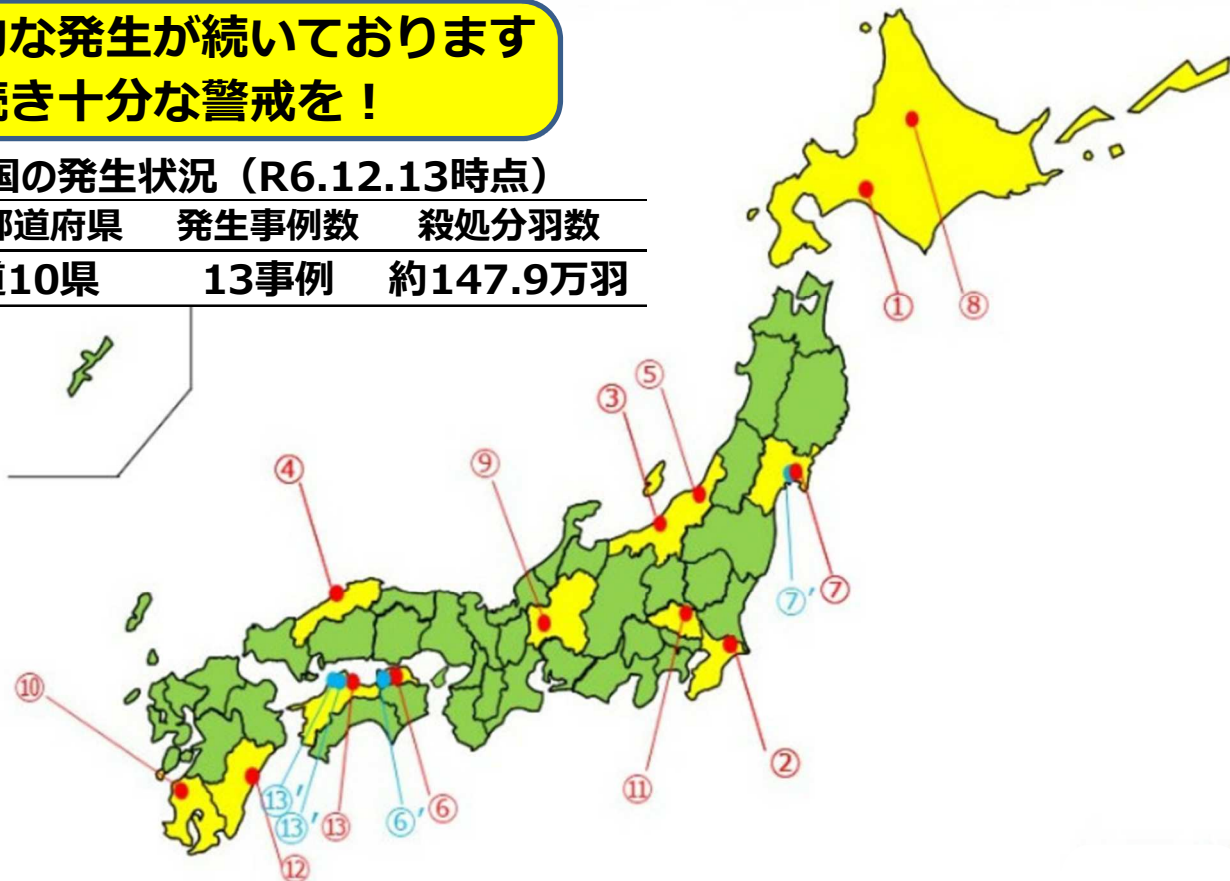 的な発生が続いております
続き十分な警戒を！
国の発生状況（R6.12.13時点）
都道府県 発生事例数 殺処分羽数
道10県 13事例 約147.9万羽
① ⑧
⑤
③
④ ⑨
⑦′ ⑦
⑩
②
⑪
⑬′
⑬′ ⑬ ⑥′ ⑥
⑫